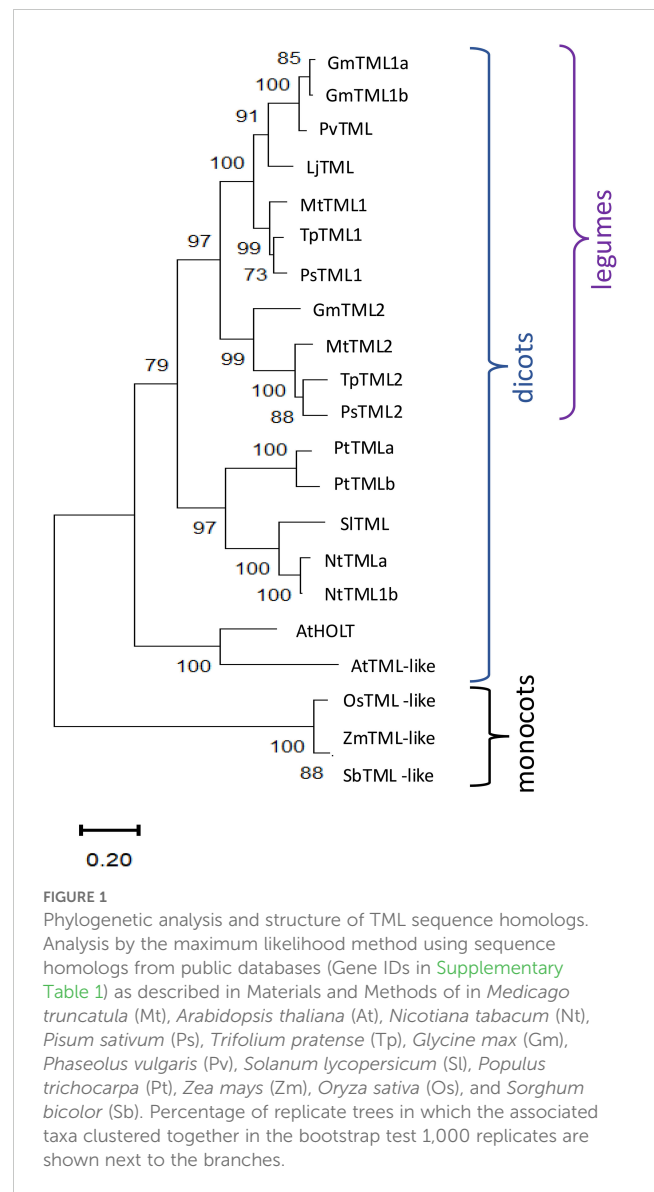 85
GmTML1a
100
GmTML1b
91
PvTML
100
LjTML
MtTML1
97
99
TpTML1
73
PsTML1
GmTML2
99
MtTML2
79
100
TpTML2
88
PsTML2
100
PtTMLa
PtTMLb
97
SlTML
100
NtTMLa
100
NtTML1b
AtHOLT
100
AtTML-like
OsTML -like
100
ZmTML-like
88
SbTML -like
legumes
dicots
monocots
0.20
FIGURE 1
Phylogenetic analysis and structure of TML sequence homologs.
Analysis by the maximum likelihood method using sequence
homologs from public databases (Gene IDs in Supplementary
Table 1) as described in Materials and Methods of in Medicago
truncatula (Mt), Arabidopsis thaliana (At), Nicotiana tabacum (Nt),
Pisum sativum (Ps), Trifolium pratense (Tp), Glycine max (Gm),
Phaseolus vulgaris (Pv), Solanum lycopersicum (Sl), Populus
trichocarpa (Pt), Zea mays (Zm), Oryza sativa (Os), and Sorghum
bicolor (Sb). Percentage of replicate trees in which the associated
taxa clustered together in the bootstrap test 1,000 replicates are
shown next to the branches.